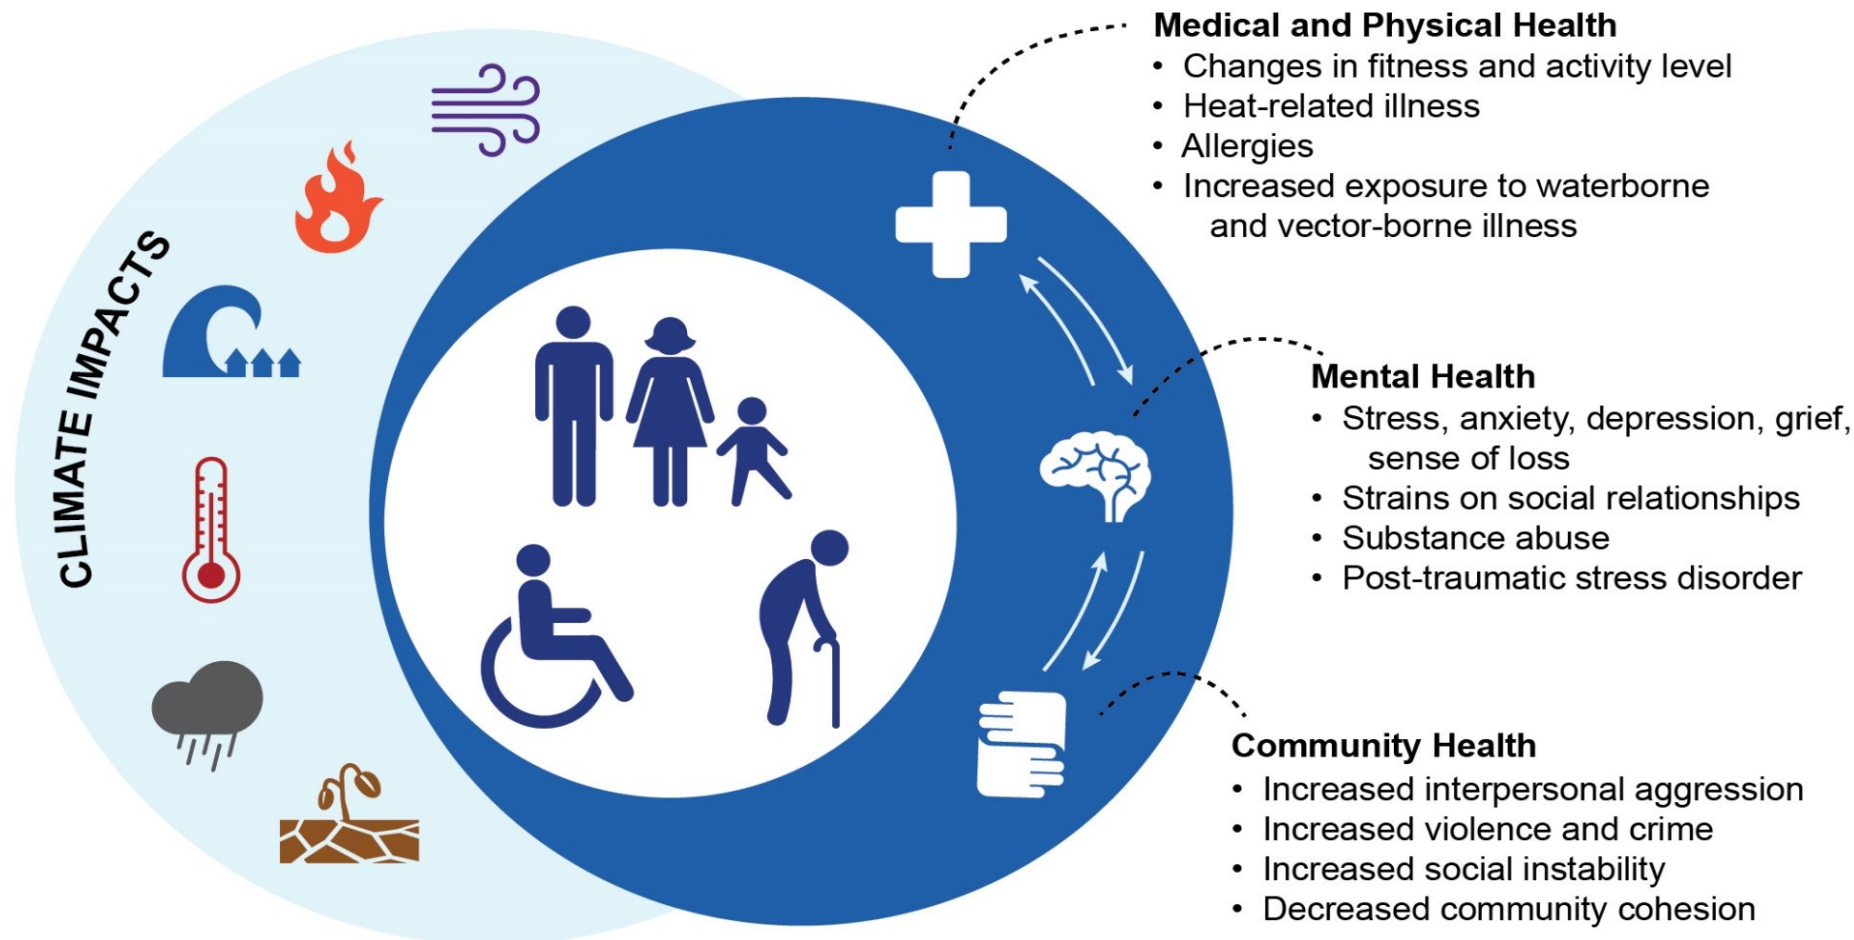 CLIMATE IMPACTS
Medical and Physical Health
• Changes in fitness and activity level
• Heat-related illness
• Allergies
• Increased exposure to waterborne
and vector-borne illness
Mental Health
• Stress, anxiety, depression, grief,
sense of loss
• Strains on social relationships
• Substance abuse
• Post-traumatic stress disorder
Community Health
• Increased interpersonal aggression
• Increased violence and crime
• Increased social instability
• Decreased community cohesion